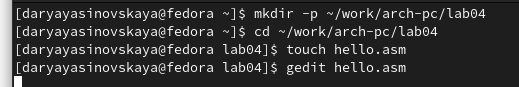 [daryayasinovskaya@fedora ~]$ mkdir -p ~/work/arch-pc/lab04
[daryayasinovskaya@fedora ~]$ cd ~/work/arch-pc/lab04
[daryayasinovskaya@fedora lab04]$ touch hello.asm
[daryayasinovskaya@fedora lab04]$ gedit hello.asm